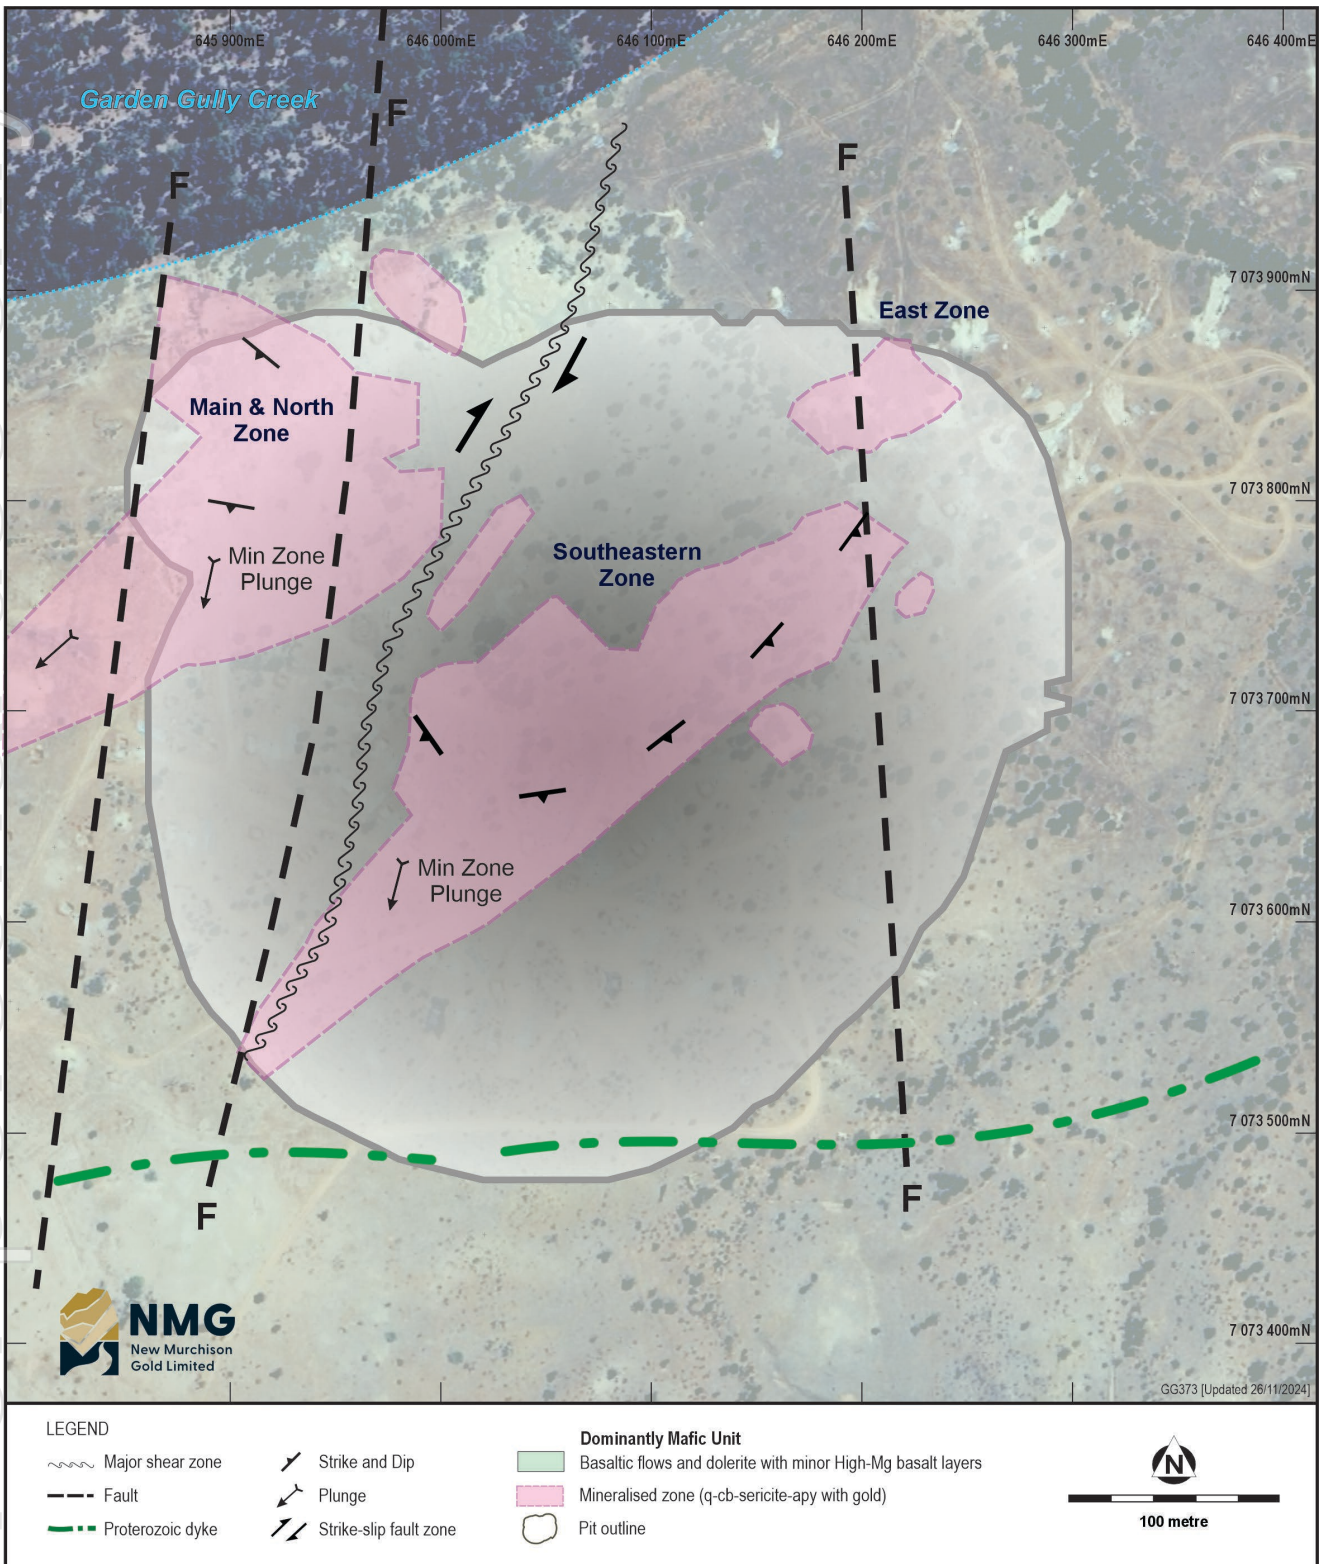 645 900mE
646 000mE
646 100mE
646 200mE
646 300mE
646 400mE
Garden Gully Creek
F
F
F
7 073 900mN
East Zone
Main & North
Zone
7 073 800mN
Southeastern
Zone
Min Zone
Plunge
7 073 700mN
Min Zone
Plunge
7 073 600mN
7 073 500mN
F
F
7 073 400mN
NMG
New Murchison
Gold Limited
GG373 [Updated 26/11/2024]
LEGEND
Major shear zone
Fault
Proterozoic dyke
Strike and Dip
Plunge
Strike-slip fault zone
Dominantly Mafic Unit
Basaltic flows and dolerite with minor High-Mg basalt layers
Mineralised zone (q-cb-sericite-apy with gold)
Pit outline
N
100 metre